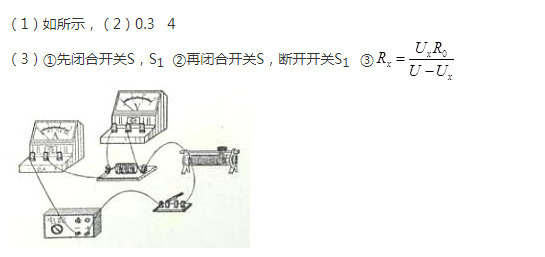 （1）如所示，（2）0.3 4
（3）①先闭合开关S，S₁ ②再闭合开关S，断开开关S₁ ③ Rₓ = UₓR₀ / (U − Uₓ)